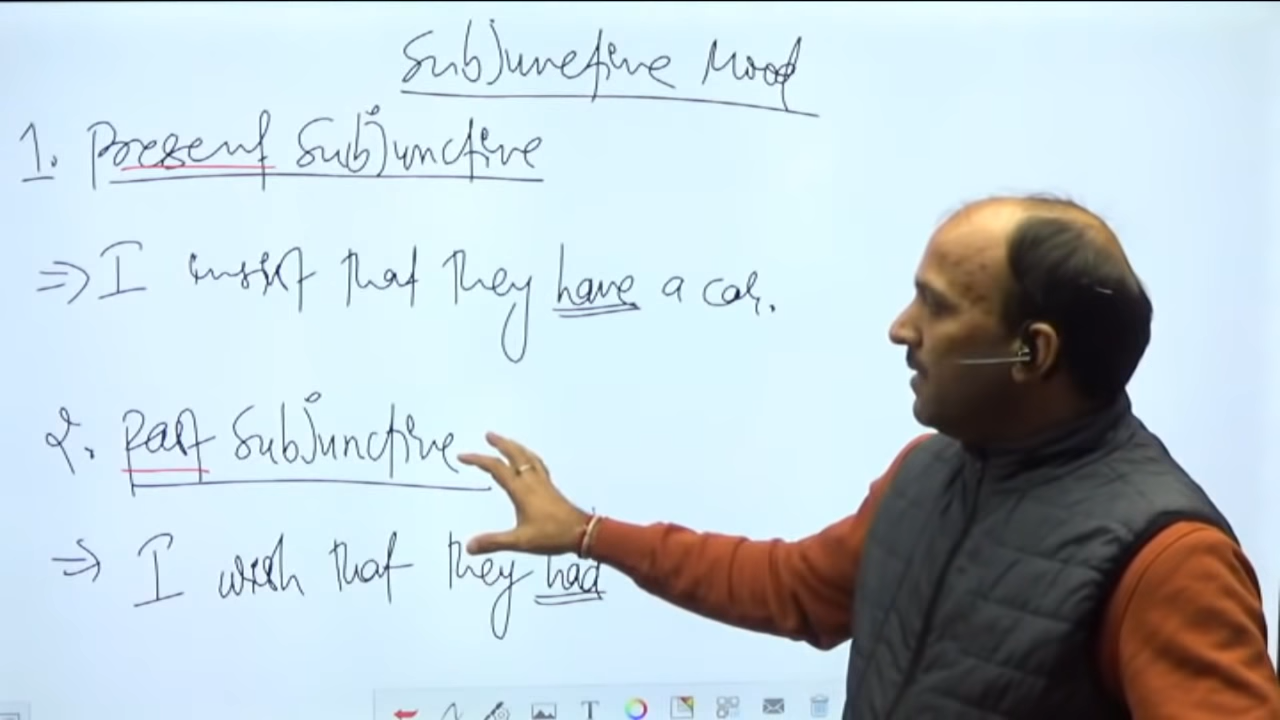 Subjunctive Mood
1. Present Subjunctive
⇒ I insist that they have a car.
2. Past Subjunctive
⇒ I wish that they had
T